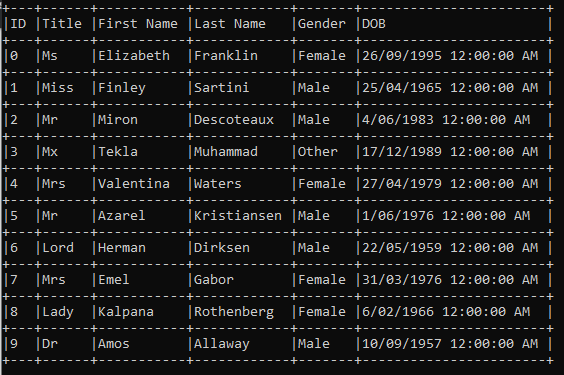 +---+------+-----------+------------+-------+-----------------------+
|ID |Title |First Name |Last Name   |Gender |DOB                    |
+---+------+-----------+------------+-------+-----------------------+
|0  |Ms    |Elizabeth  |Franklin    |Female |26/09/1995 12:00:00 AM |
+---+------+-----------+------------+-------+-----------------------+
|1  |Miss  |Finley     |Sartini     |Male   |25/04/1965 12:00:00 AM |
+---+------+-----------+------------+-------+-----------------------+
|2  |Mr    |Miron      |Descoteaux  |Male   |4/06/1983 12:00:00 AM  |
+---+------+-----------+------------+-------+-----------------------+
|3  |Mx    |Tekla      |Muhammad    |Other  |17/12/1989 12:00:00 AM |
+---+------+-----------+------------+-------+-----------------------+
|4  |Mrs   |Valentina  |Waters      |Female |27/04/1979 12:00:00 AM |
+---+------+-----------+------------+-------+-----------------------+
|5  |Mr    |Azarel     |Kristiansen |Male   |1/06/1976 12:00:00 AM  |
+---+------+-----------+------------+-------+-----------------------+
|6  |Lord  |Herman     |Dirksen     |Male   |22/05/1959 12:00:00 AM |
+---+------+-----------+------------+-------+-----------------------+
|7  |Mrs   |Emel       |Gabor       |Female |31/03/1976 12:00:00 AM |
+---+------+-----------+------------+-------+-----------------------+
|8  |Lady  |Kalpana    |Rothenberg  |Female |6/02/1966 12:00:00 AM  |
+---+------+-----------+------------+-------+-----------------------+
|9  |Dr    |Amos       |Allaway     |Male   |10/09/1957 12:00:00 AM |
+---+------+-----------+------------+-------+-----------------------+